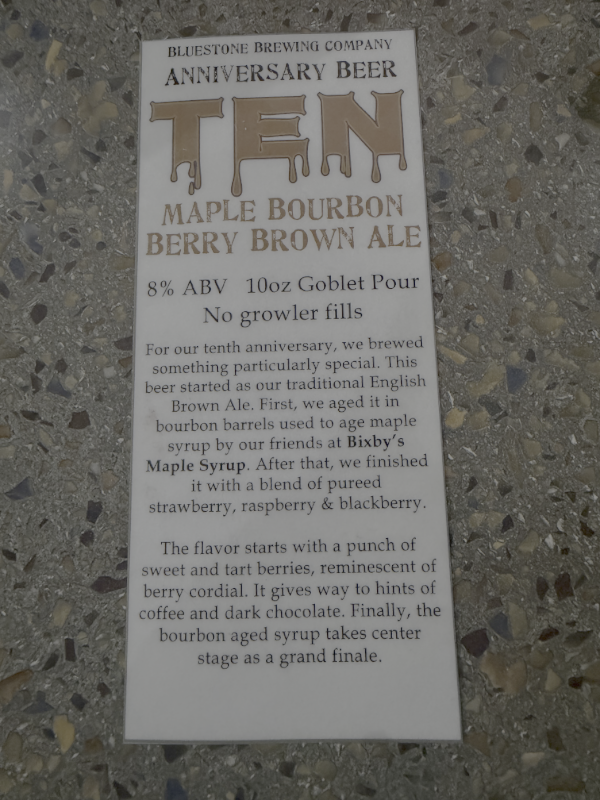 Bluestone Brewing Company
Anniversary Beer
TEN
Maple Bourbon
Berry Brown Ale
8% ABV   10oz Goblet Pour
No growler fills
For our tenth anniversary, we brewed
something particularly special. This
beer started as our traditional English
Brown Ale. First, we aged it in
bourbon barrels used to age maple
syrup by our friends at Bixby's
Maple Syrup. After that, we finished
it with a blend of pureed
strawberry, raspberry & blackberry.
The flavor starts with a punch of
sweet and tart berries, reminescent of
berry cordial. It gives way to hints of
coffee and dark chocolate. Finally, the
bourbon aged syrup takes center
stage as a grand finale.